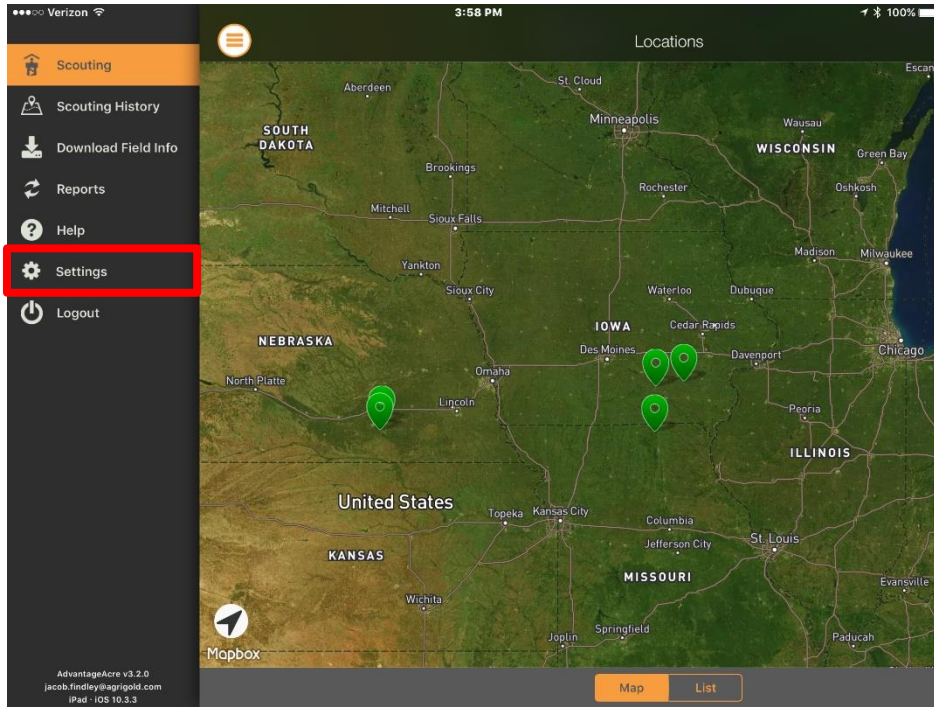 Verizon
3:58 PM
100%
Locations
Scouting
Scouting History
Download Field Info
Reports
Help
Settings
Logout
AdvantageAcre v3.2.0
jacob.findley@agrigold.com
iPad - iOS 10.3.3
Escan
Aberdeen
St. Cloud
Minneapolis
Wausau
SOUTH
DAKOTA
WISCONSIN
Green Bay
Brookings
Rochester
Oshkosh
Mitchell
Sioux Falls
Madison
Milwaukee
Yankton
Sioux City
Waterloo
Dubuque
IOWA
Cedar Rapids
NEBRASKA
Des Moines
Davenport
Chicago
Omaha
North Platte
Lincoln
Peoria
ILLINOIS
United States
Topeka
Kansas City
Columbia
Jefferson City
St. Louis
KANSAS
MISSOURI
Evansville
Wichita
Springfield
Joplin
Paducah
Mapbox
Map
List